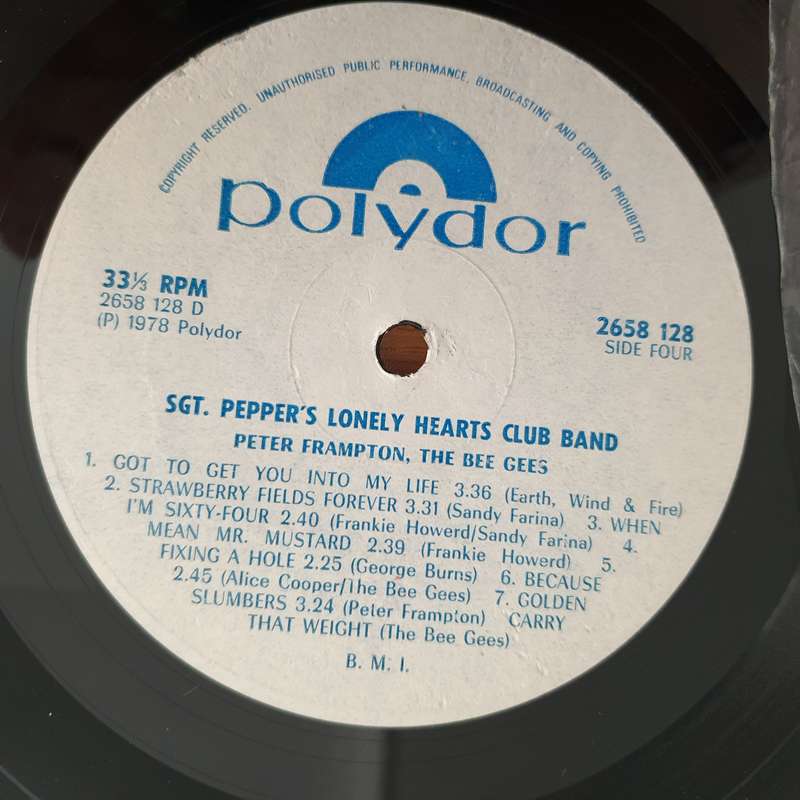 COPYRIGHT RESERVED. UNAUTHORISED PUBLIC PERFORMANCE, BROADCASTING AND COPYING PROHIBITED
polydor
33⅓ RPM
2658 128 D
(P) 1978 Polydor
2658 128
SIDE FOUR
SGT. PEPPER'S LONELY HEARTS CLUB BAND
PETER FRAMPTON, THE BEE GEES
1. GOT TO GET YOU INTO MY LIFE 3.36 (Earth, Wind & Fire)
2. STRAWBERRY FIELDS FOREVER 3.31 (Sandy Farina) 3. WHEN
I'M SIXTY-FOUR 2.40 (Frankie Howerd/Sandy Farina) 4.
MEAN MR. MUSTARD 2.39 (Frankie Howerd) 5.
FIXING A HOLE 2.25 (George Burns) 6. BECAUSE
2.45 (Alice Cooper/The Bee Gees) 7. GOLDEN
SLUMBERS 3.24 (Peter Frampton) CARRY
THAT WEIGHT (The Bee Gees)
B. M. I.